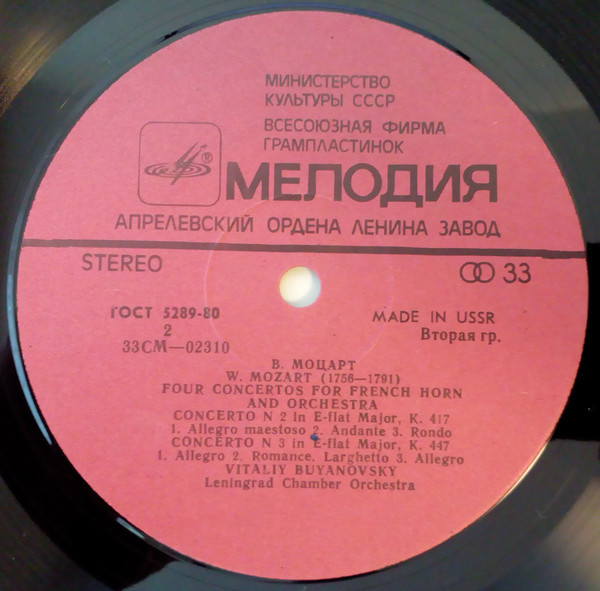 МИНИСТЕРСТВО
КУЛЬТУРЫ СССР
ВСЕСОЮЗНАЯ ФИРМА
ГРАМПЛАСТИНОК
®
МЕЛОДИЯ
АПРЕЛЕВСКИЙ ОРДЕНА ЛЕНИНА ЗАВОД
STEREO
33
ГОСТ 5289-80
MADE IN USSR
2
Вторая гр.
33СМ—02310
В. МОЦАРТ
W. MOZART (1756—1791)
FOUR CONCERTOS FOR FRENCH HORN
AND ORCHESTRA
CONCERTO N 2 in E-flat Major, K. 417
1. Allegro maestoso 2. Andante 3. Rondo
CONCERTO N 3 in E-flat Major, K. 447
1. Allegro 2. Romance. Larghetto 3. Allegro
VITALIY BUYANOVSKY
Leningrad Chamber Orchestra